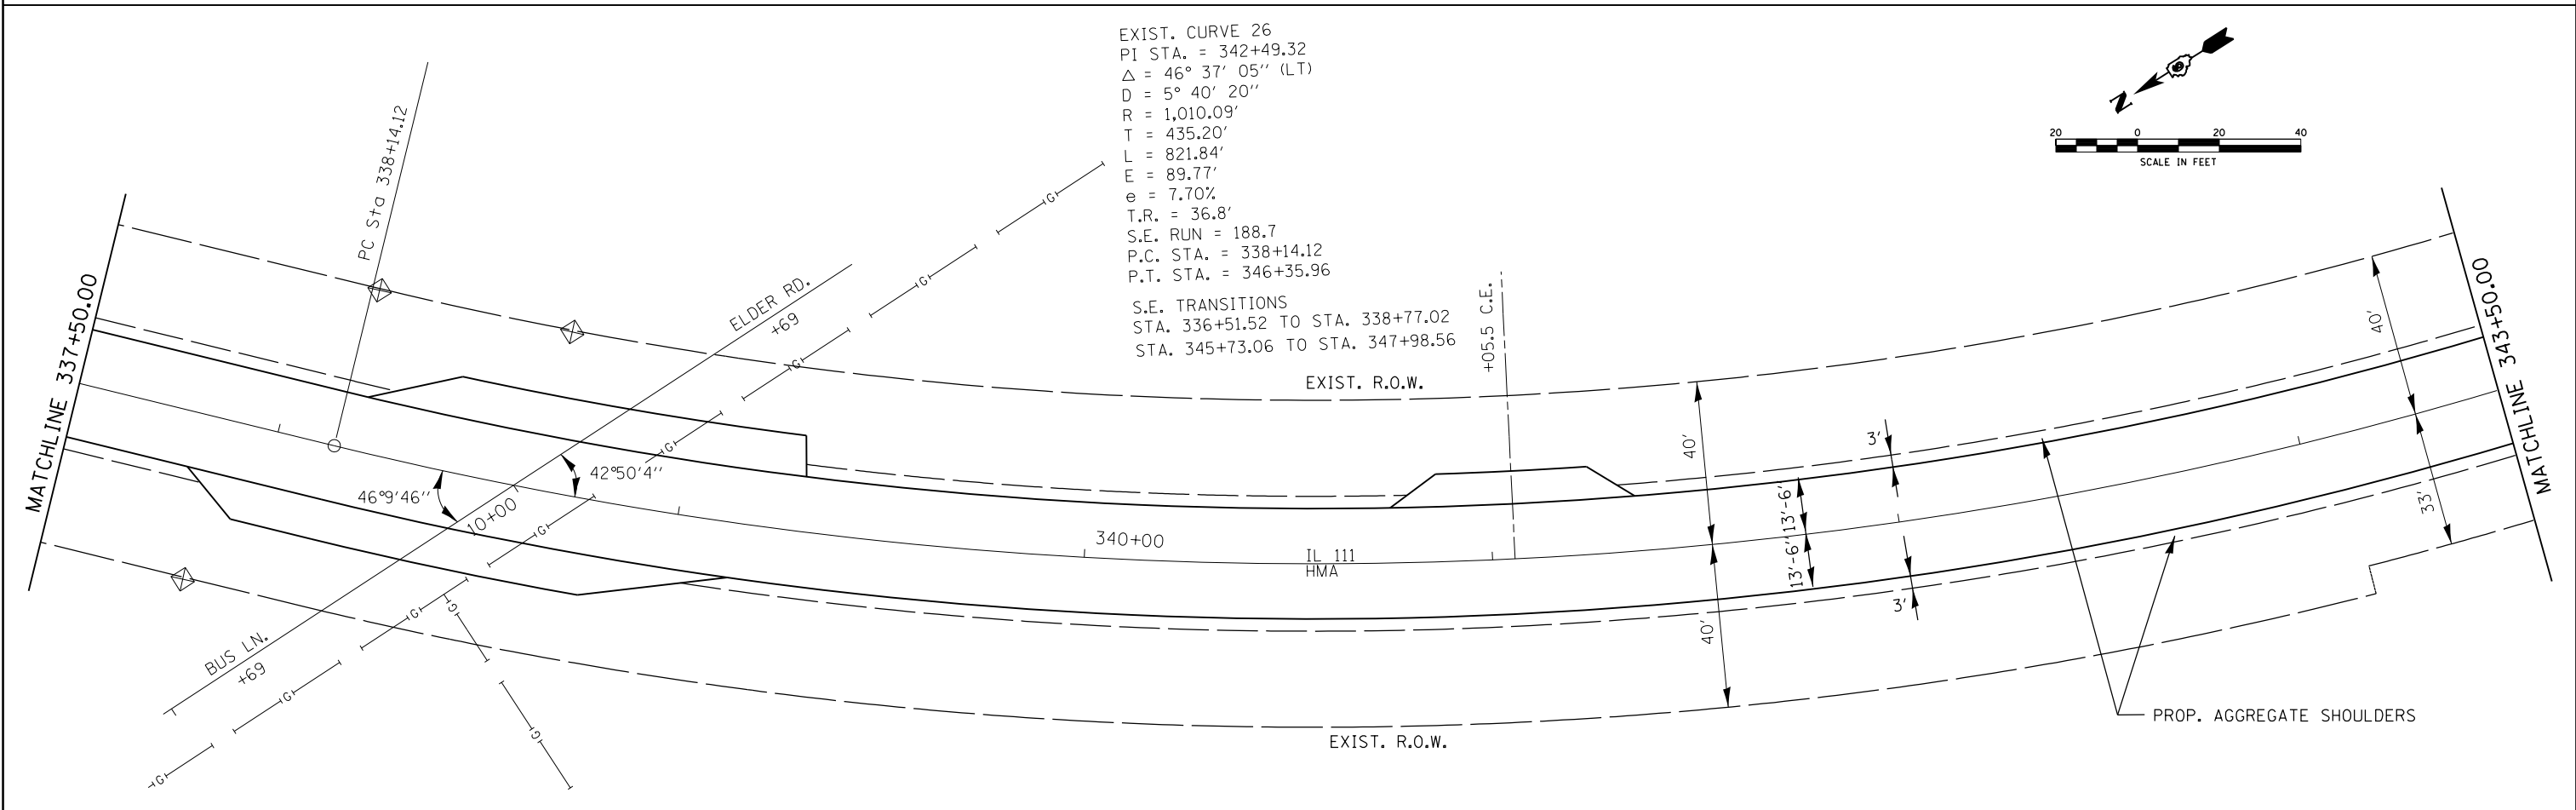 EXIST. CURVE 26
PI STA. = 342+49.32
△ = 46° 37' 05'' (LT)
D = 5° 40' 20''
R = 1,010.09'
T = 435.20'
L = 821.84'
E = 89.77'
e = 7.70%
T.R. = 36.8'
S.E. RUN = 188.7
P.C. STA. = 338+14.12
P.T. STA. = 346+35.96
S.E. TRANSITIONS
STA. 336+51.52 TO STA. 338+77.02
STA. 345+73.06 TO STA. 347+98.56
N
20 0 20 40
SCALE IN FEET
MATCHLINE 337+50.00
PC Sta 338+14.12
ELDER RD.
+69
G
G
G
G
G
G
G
G
G
G
+05.5 C.E.
EXIST. R.O.W.
42°50'4''
46°9'46''
10+00
BUS LN.
+69
340+00
IL 111
HMA
40'
40'
13'-6''
13'-6''
3'
3'
40'
33'
MATCHLINE 343+50.00
PROP. AGGREGATE SHOULDERS
EXIST. R.O.W.